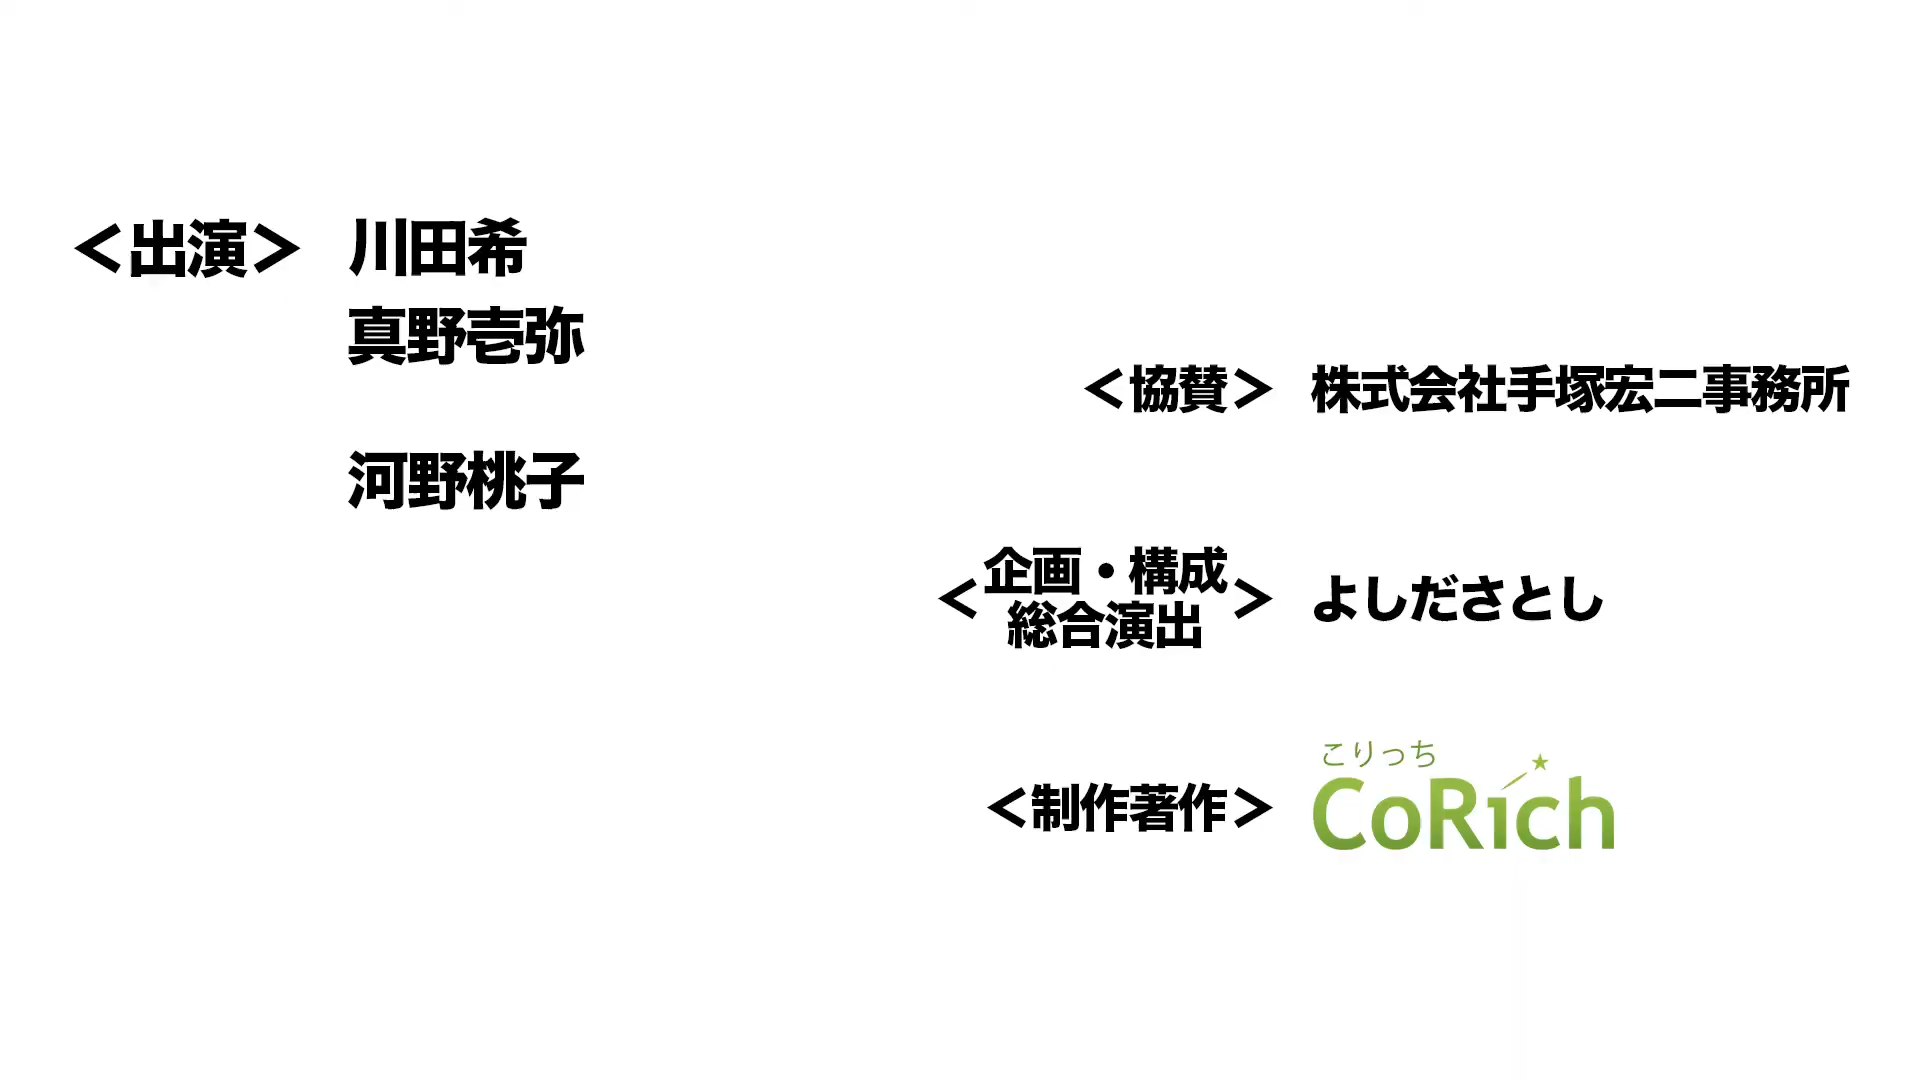 ＜出演＞ 川田希
真野壱弥
河野桃子
＜協賛＞ 株式会社手塚宏二事務所
＜企画・構成
総合演出＞ よしださとし
こりっち
＜制作著作＞ CoRich